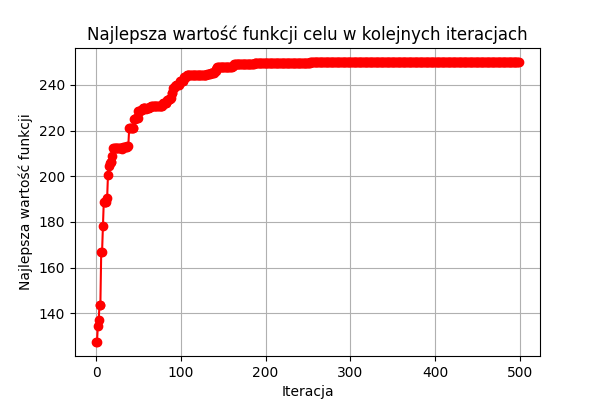 Najlepsza wartość funkcji celu w kolejnych iteracjach
Najlepsza wartość funkcji
240
220
200
180
160
140
0 100 200 300 400 500
Iteracja